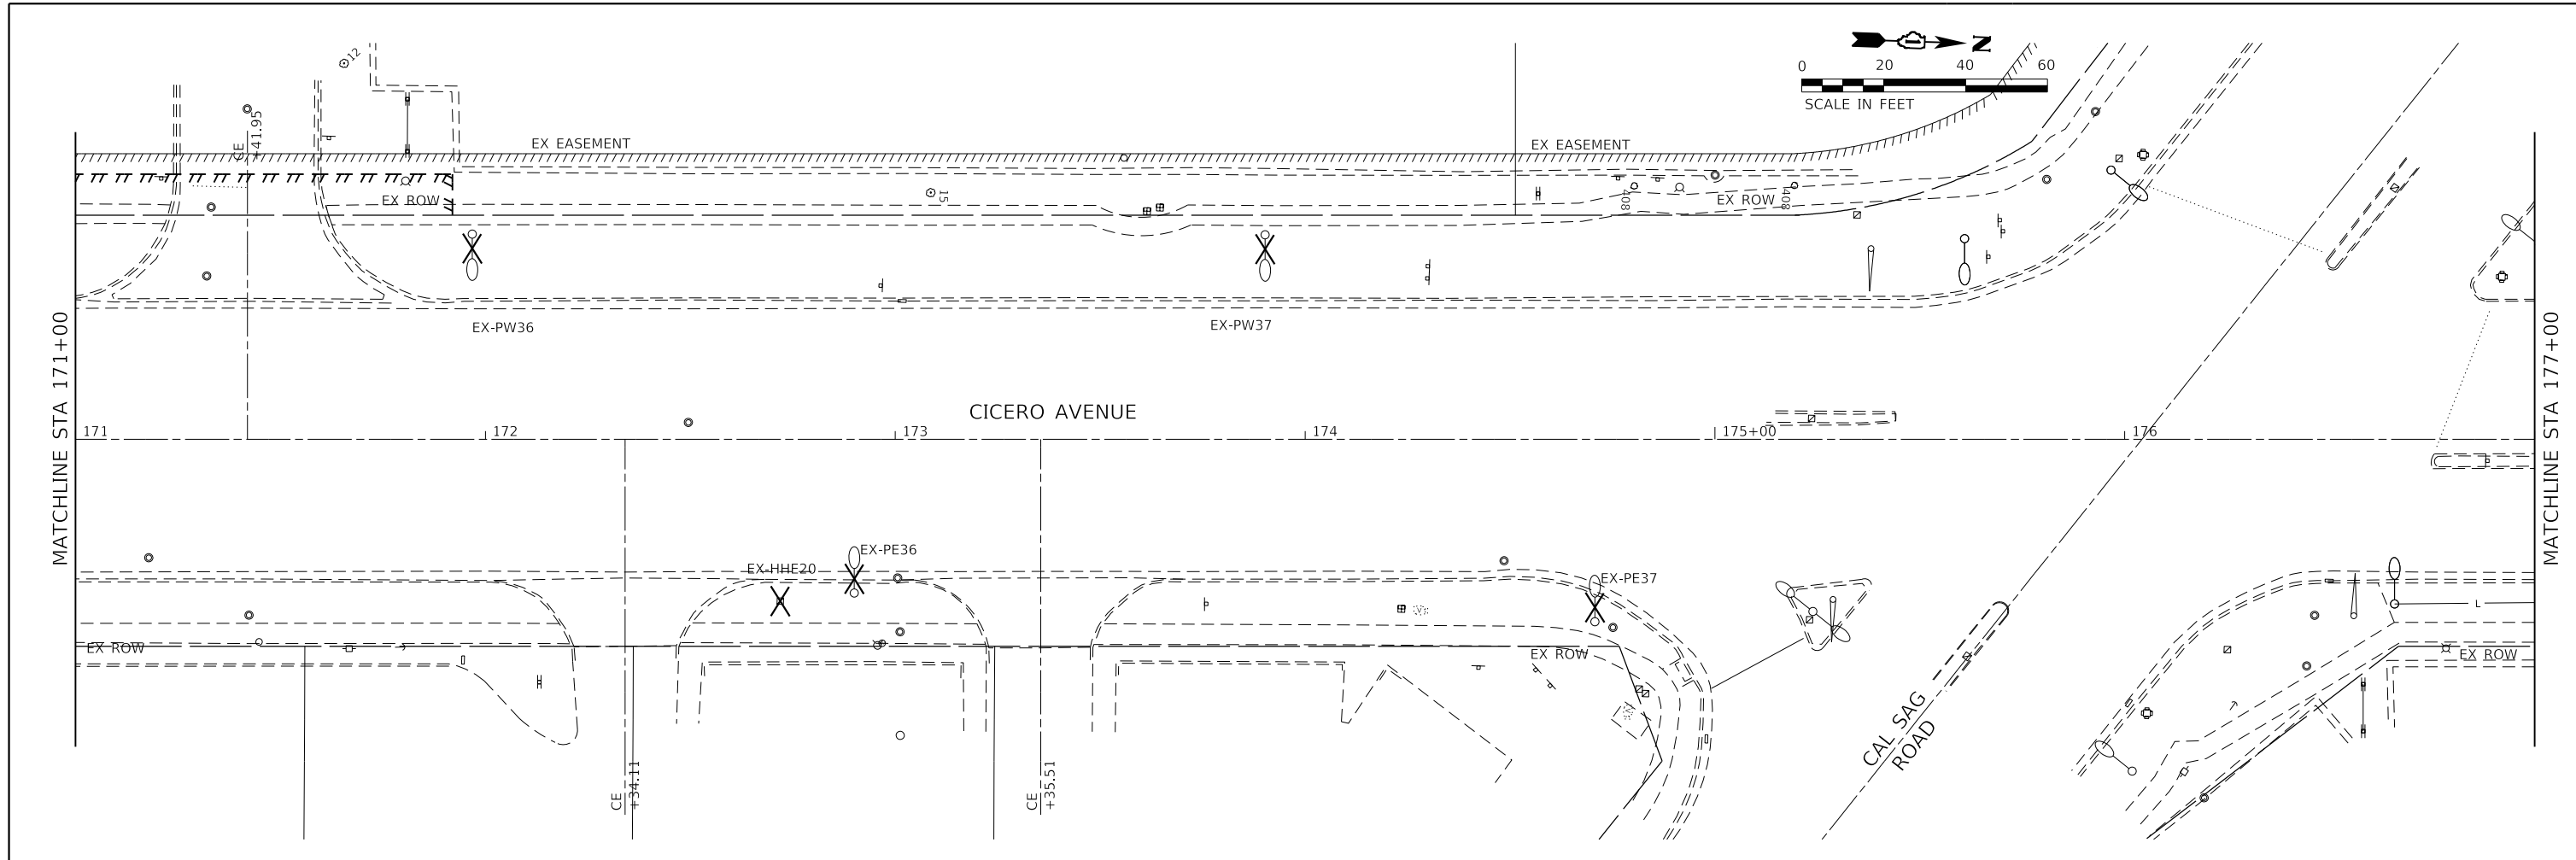 N
0 20 40 60
SCALE IN FEET
12
CE
+41.95
EX EASEMENT
EX EASEMENT
EX ROW
15
408
408
EX ROW
EX-PW36
EX-PW37
MATCHLINE STA 171+00
MATCHLINE STA 177+00
CICERO AVENUE
171
172
173
174
175+00
176
EX-PE36
EX-HHE20
EX-PE37
EX ROW
EX ROW
L
EX ROW
CAL SAG
ROAD
CE
+34.11
CE
+35.51